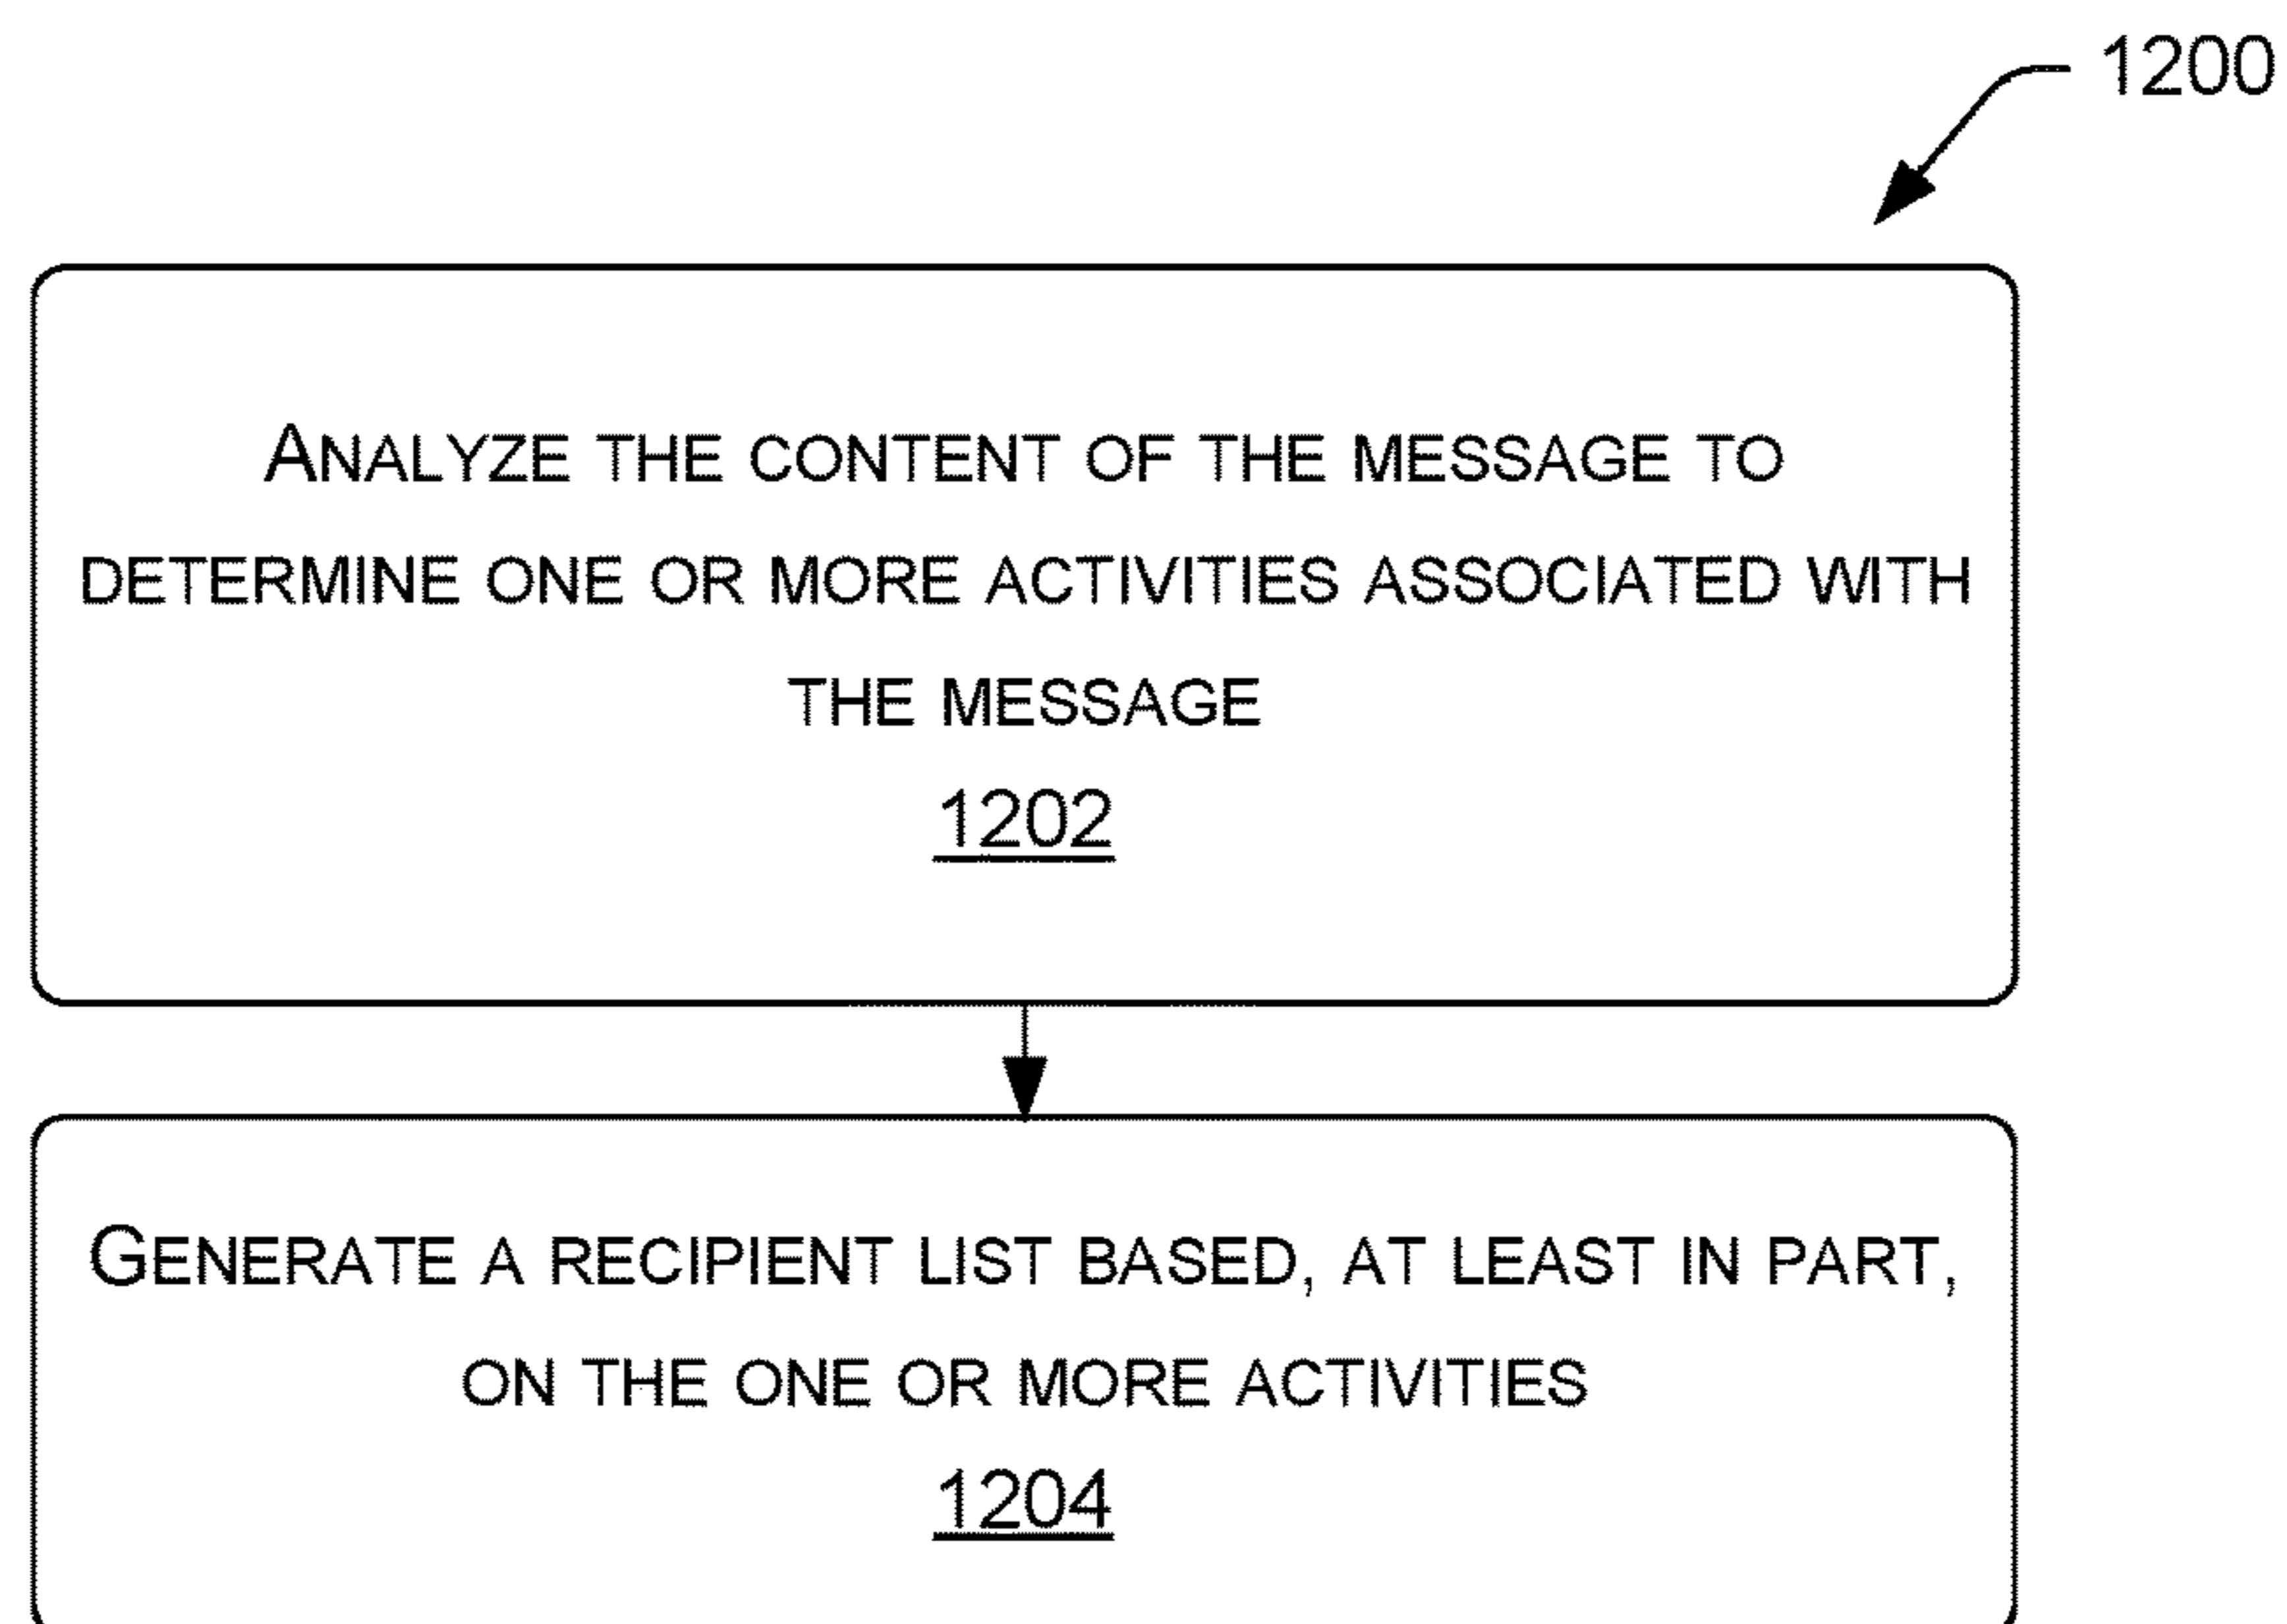 1200
ANALYZE THE CONTENT OF THE MESSAGE TO
DETERMINE ONE OR MORE ACTIVITIES ASSOCIATED WITH
THE MESSAGE
1202
GENERATE A RECIPIENT LIST BASED, AT LEAST IN PART,
ON THE ONE OR MORE ACTIVITIES
1204